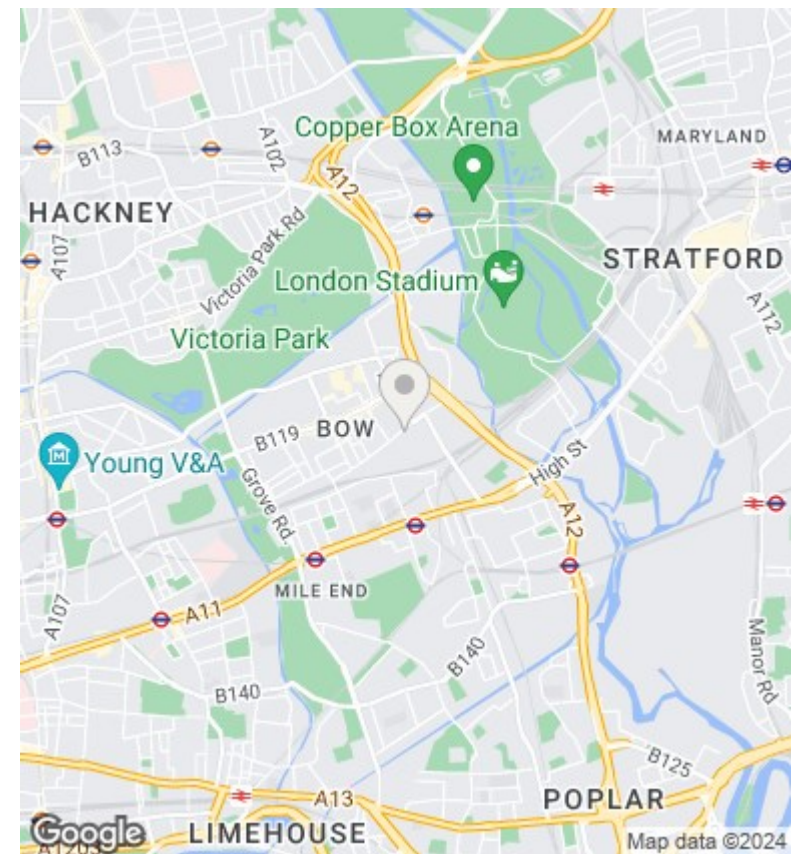 Copper Box Arena
MARYLAND
A102
B113
A12
HACKNEY
A107
Victoria Park Rd
STRATFORD
London Stadium
A112
Victoria Park
BOW
B119
Young V&A
High St
Grove Rd.
A12
MILE END
A107
A11
B140
Manor Rd
B140
B125
A13
POPLAR
Google
LIMEHOUSE
A1203
Map data ©2024